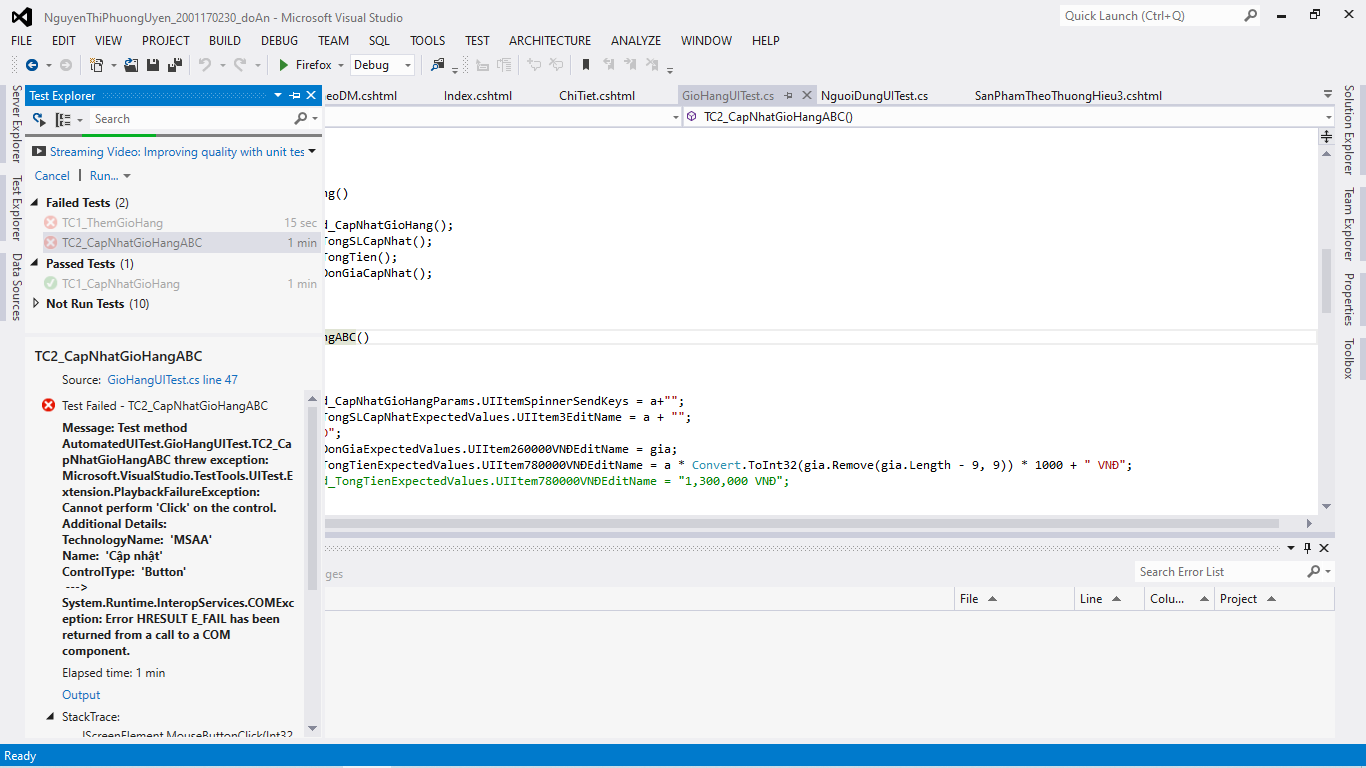 NguyenThiPhuongUyen_2001170230_doAn - Microsoft Visual Studio
Quick Launch (Ctrl+Q)
FILE EDIT VIEW PROJECT BUILD DEBUG TEAM SQL TOOLS TEST ARCHITECTURE ANALYZE WINDOW HELP
Firefox Debug
Server Explorer
Test Explorer
Data Sources
Test Explorer
Search
Streaming Video: Improving quality with unit tes
Cancel | Run...
Failed Tests (2)
TC1_ThemGioHang 15 sec
TC2_CapNhatGioHangABC 1 min
Passed Tests (1)
TC1_CapNhatGioHang 1 min
Not Run Tests (10)
TC2_CapNhatGioHangABC
Source: GioHangUITest.cs line 47
Test Failed - TC2_CapNhatGioHangABC
Message: Test method
AutomatedUITest.GioHangUITest.TC2_Ca
pNhatGioHangABC threw exception:
Microsoft.VisualStudio.TestTools.UITest.E
xtension.PlaybackFailureException:
Cannot perform 'Click' on the control.
Additional Details:
TechnologyName: 'MSAA'
Name: 'Cập nhật'
ControlType: 'Button'
--->
System.Runtime.InteropServices.COMExc
eption: Error HRESULT E_FAIL has been
returned from a call to a COM
component.
Elapsed time: 1 min
Output
StackTrace:
IScreenElement.MouseButtonClick(Int32
eoDM.cshtml Index.cshtml ChiTiet.cshtml GioHangUITest.cs NguoiDungUITest.cs SanPhamTheoThuongHieu3.cshtml
TC2_CapNhatGioHangABC()
ng()
d_CapNhatGioHang();
TongSLCapNhat();
TongTien();
DonGiaCapNhat();
ngABC()
d_CapNhatGioHangParams.UIItemSpinnerSendKeys = a+"";
TongSLCapNhatExpectedValues.UIItem3EditName = a + "";
";
DonGiaExpectedValues.UIItem260000VNĐEditName = gia;
TongTienExpectedValues.UIItem780000VNĐEditName = a * Convert.ToInt32(gia.Remove(gia.Length - 9, 9)) * 1000 + " VNĐ";
d_TongTienExpectedValues.UIItem780000VNĐEditName = "1,300,000 VNĐ";
ges
Search Error List
File Line Colu... Project
Solution Explorer
Team Explorer
Properties
Toolbox
Ready